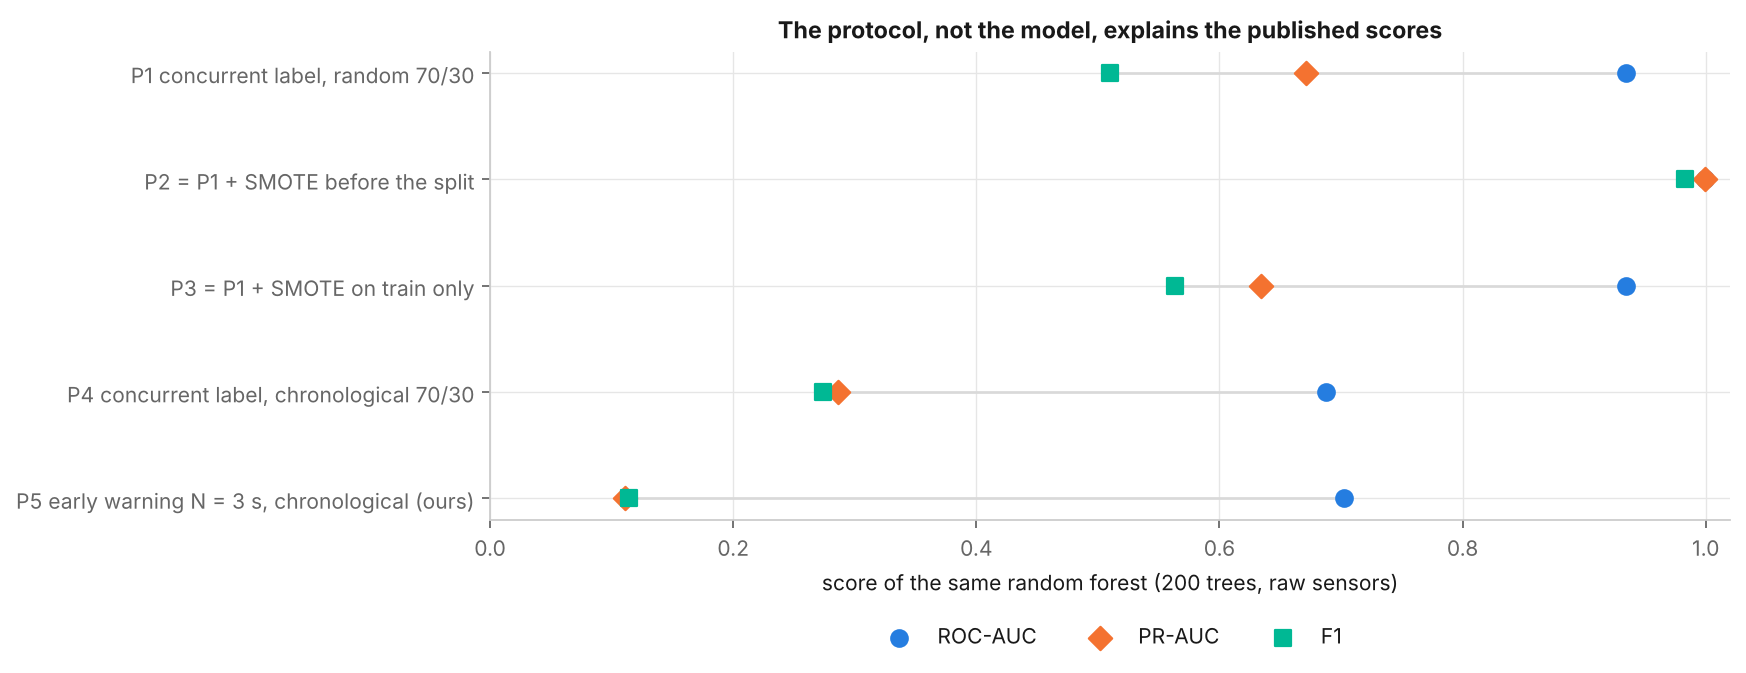 The protocol, not the model, explains the published scores
P1 concurrent label, random 70/30
P2 = P1 + SMOTE before the split
P3 = P1 + SMOTE on train only
P4 concurrent label, chronological 70/30
P5 early warning N = 3 s, chronological (ours)
0.0 0.2 0.4 0.6 0.8 1.0
score of the same random forest (200 trees, raw sensors)
ROC-AUC PR-AUC F1